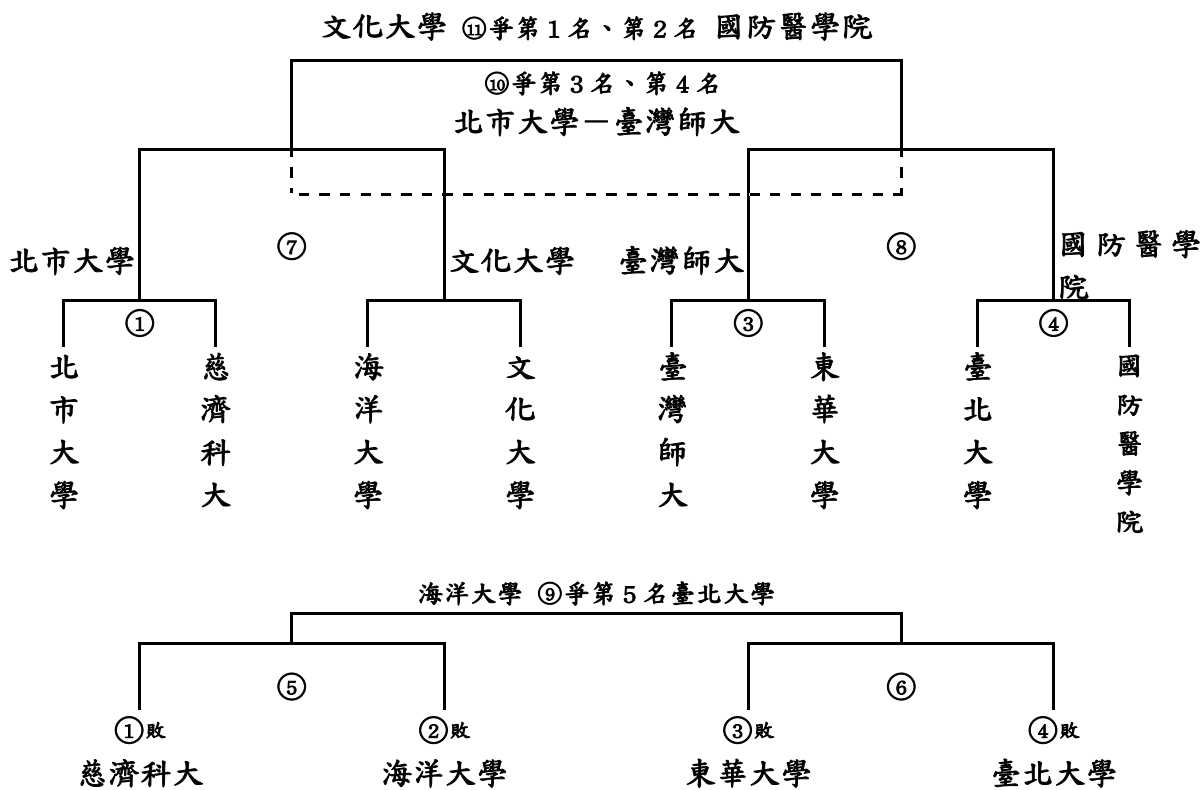 文化大學 ⑪爭第1名、第2名 國防醫學院
⑩爭第3名、第4名
北市大學－臺灣師大
北市大學
⑦
文化大學
臺灣師大
⑧
國防醫學
院
①
③
④
北市大學
慈濟科大
海洋大學
文化大學
臺灣師大
東華大學
臺北大學
國防醫學院
海洋大學 ⑨爭第5名臺北大學
⑤
⑥
①敗
②敗
③敗
④敗
慈濟科大
海洋大學
東華大學
臺北大學